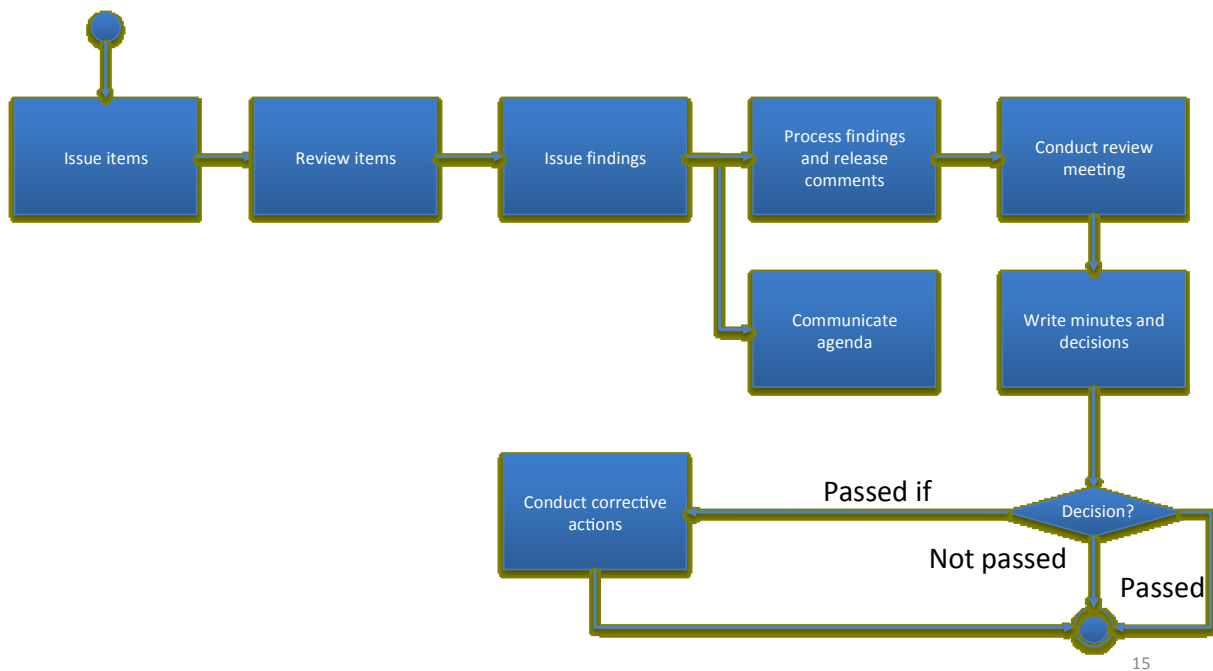 Issue items
Review items
Issue findings
Process findings
and release
comments
Conduct review
meeting
Communicate
agenda
Write minutes and
decisions
Conduct corrective
actions
Passed if
Decision?
Not passed
Passed
15